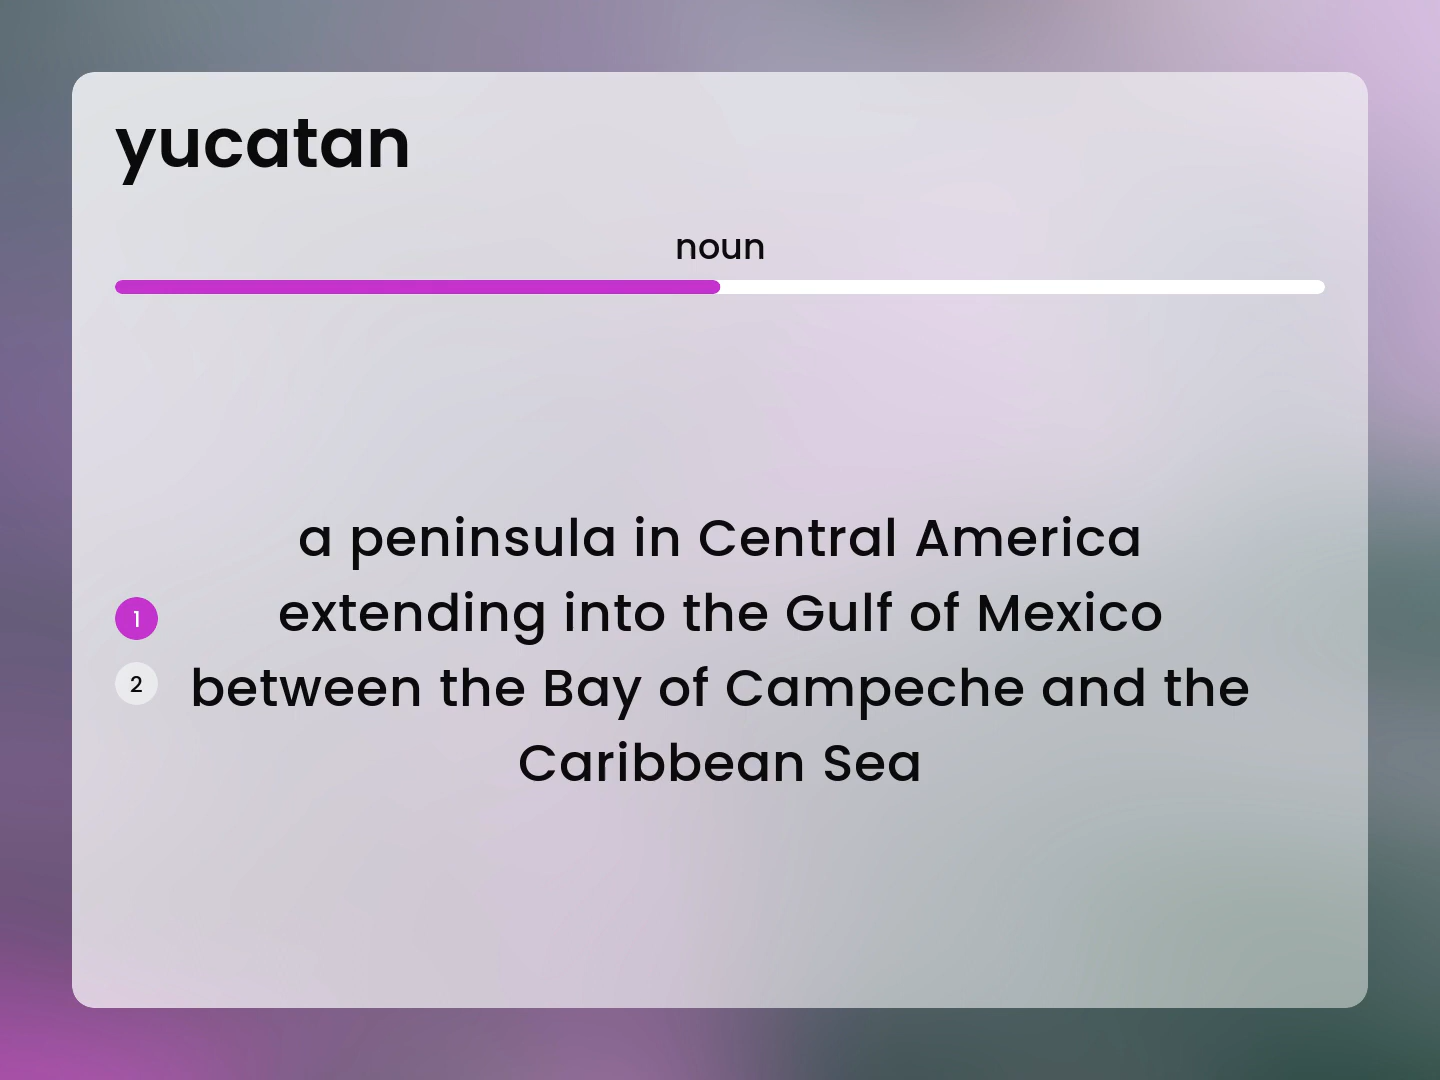 yucatan
noun
a peninsula in Central America
extending into the Gulf of Mexico
1
between the Bay of Campeche and the
2
Caribbean Sea